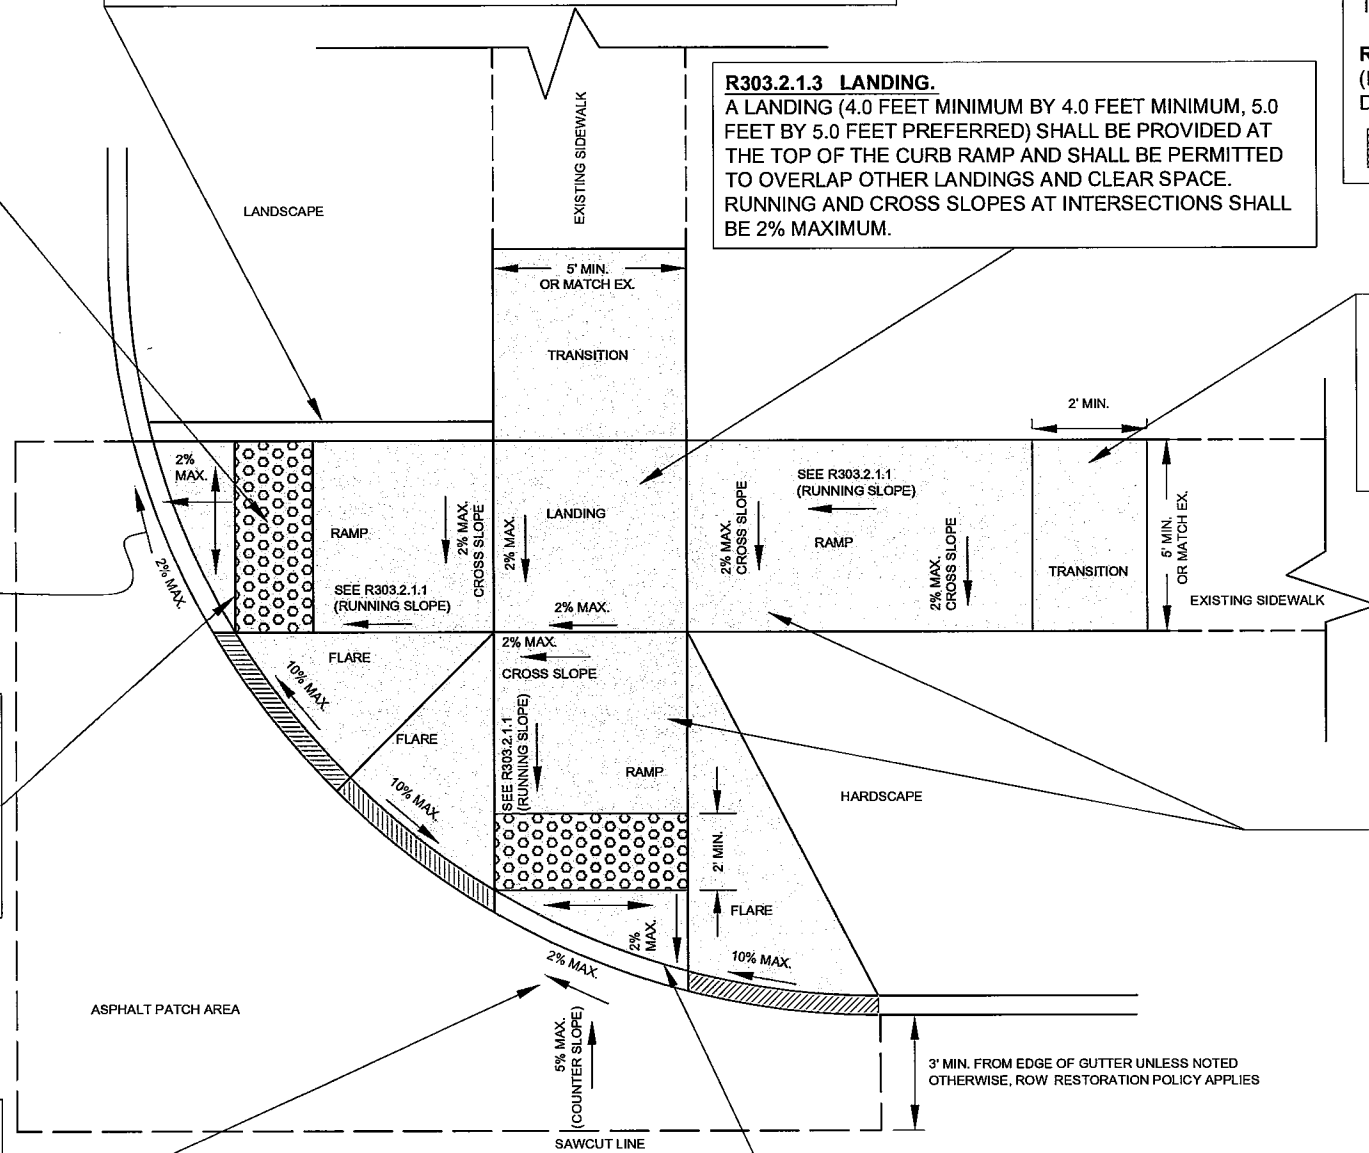 R303.2.1.3 LANDING.
A LANDING (4.0 FEET MINIMUM BY 4.0 FEET MINIMUM, 5.0
FEET BY 5.0 FEET PREFERRED) SHALL BE PROVIDED AT
THE TOP OF THE CURB RAMP AND SHALL BE PERMITTED
TO OVERLAP OTHER LANDINGS AND CLEAR SPACE.
RUNNING AND CROSS SLOPES AT INTERSECTIONS SHALL
BE 2% MAXIMUM.
EXISTING SIDEWALK
LANDSCAPE
5' MIN.
OR MATCH EX.
TRANSITION
2' MIN.
2%
MAX.
RAMP
SEE R303.2.1.1
(RUNNING SLOPE)
2% MAX.
CROSS SLOPE
2% MAX.
LANDING
2% MAX.
2% MAX.
CROSS SLOPE
SEE R303.2.1.1
(RUNNING SLOPE)
RAMP
2% MAX.
CROSS SLOPE
TRANSITION
5' MIN.
OR MATCH EX.
EXISTING SIDEWALK
2% MAX.
FLARE
10% MAX.
FLARE
10% MAX.
2% MAX.
CROSS SLOPE
SEE R303.2.1.1
(RUNNING SLOPE)
RAMP
2' MIN.
HARDSCAPE
FLARE
10% MAX.
2%
MAX.
2% MAX.
5% MAX.
(COUNTER SLOPE)
ASPHALT PATCH AREA
3' MIN. FROM EDGE OF GUTTER UNLESS NOTED
OTHERWISE, ROW RESTORATION POLICY APPLIES
SAWCUT LINE